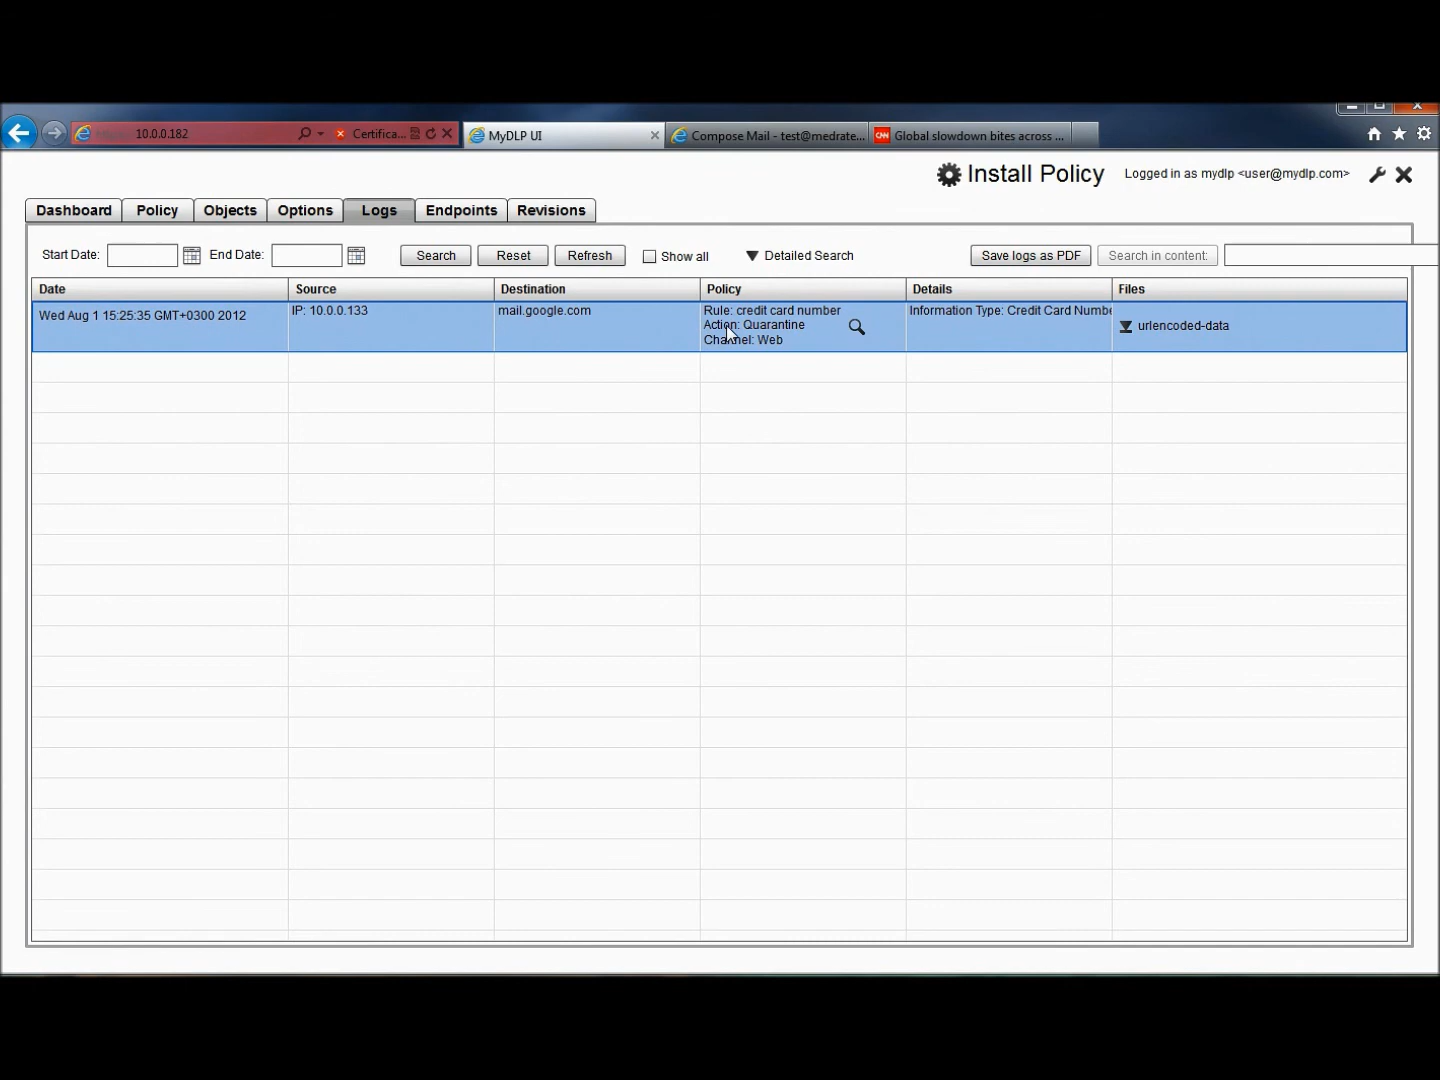 10.0.0.182
Certifica...
MyDLP UI
Compose Mail - test@medrate...
CNN
Global slowdown bites across ...
Install Policy
Logged in as mydlp <user@mydlp.com>
Dashboard
Policy
Objects
Options
Logs
Endpoints
Revisions
Start Date:
End Date:
Search
Reset
Refresh
Show all
Detailed Search
Save logs as PDF
Search in content:
Date
Source
Destination
Policy
Details
Files
Wed Aug 1 15:25:35 GMT+0300 2012
IP: 10.0.0.133
mail.google.com
Rule: credit card number
Action: Quarantine
Channel: Web
Information Type: Credit Card Numbe
urlencoded-data